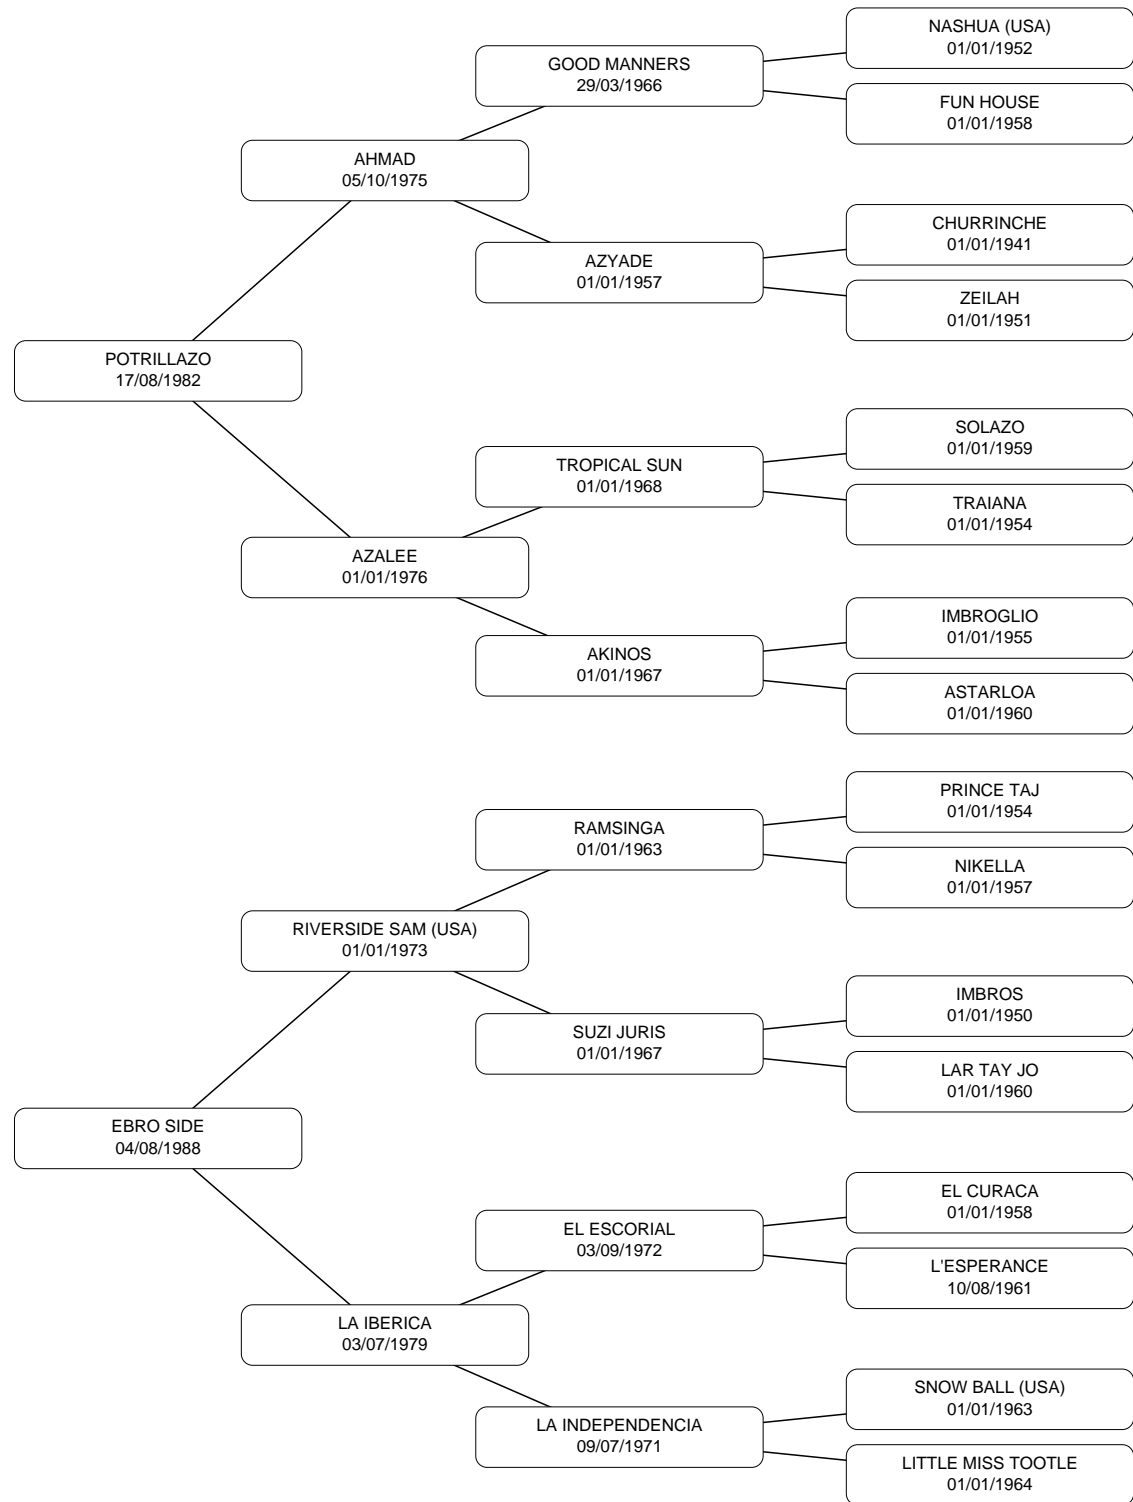 NASHUA (USA)
01/01/1952
GOOD MANNERS
29/03/1966
FUN HOUSE
01/01/1958
AHMAD
05/10/1975
CHURRINCHE
01/01/1941
AZYADE
01/01/1957
ZEILAH
01/01/1951
POTRILLAZO
17/08/1982
SOLAZO
01/01/1959
TROPICAL SUN
01/01/1968
TRAIANA
01/01/1954
AZALEE
01/01/1976
IMBROGLIO
01/01/1955
AKINOS
01/01/1967
ASTARLOA
01/01/1960
PRINCE TAJ
01/01/1954
RAMSINGA
01/01/1963
NIKELLA
01/01/1957
RIVERSIDE SAM (USA)
01/01/1973
IMBROS
01/01/1950
SUZI JURIS
01/01/1967
LAR TAY JO
01/01/1960
EBRO SIDE
04/08/1988
EL CURACA
01/01/1958
EL ESCORIAL
03/09/1972
L'ESPERANCE
10/08/1961
LA IBERICA
03/07/1979
SNOW BALL (USA)
01/01/1963
LA INDEPENDENCIA
09/07/1971
LITTLE MISS TOOTLE
01/01/1964